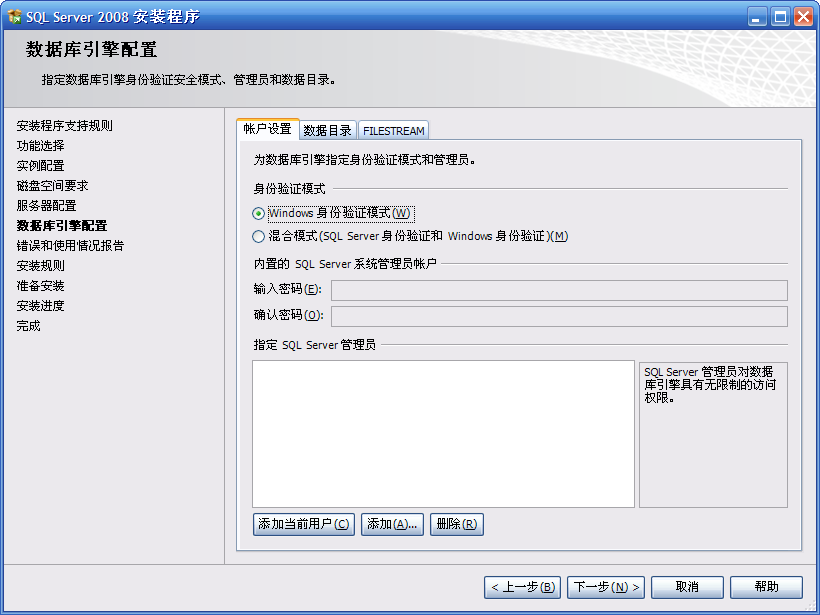 SQL Server 2008 安装程序
数据库引擎配置
指定数据库引擎身份验证安全模式、管理员和数据目录。
安装程序支持规则
功能选择
实例配置
磁盘空间要求
服务器配置
数据库引擎配置
错误和使用情况报告
安装规则
准备安装
安装进度
完成
帐户设置 数据目录 FILESTREAM
为数据库引擎指定身份验证模式和管理员。
身份验证模式
Windows 身份验证模式(W)
混合模式(SQL Server 身份验证和 Windows 身份验证)(M)
内置的 SQL Server 系统管理员帐户
输入密码(E):
确认密码(O):
指定 SQL Server 管理员
SQL Server 管理员对数据
库引擎具有无限制的访问
权限。
添加当前用户(C) 添加(A)... 删除(R)
< 上一步(B) 下一步(N) > 取消 帮助